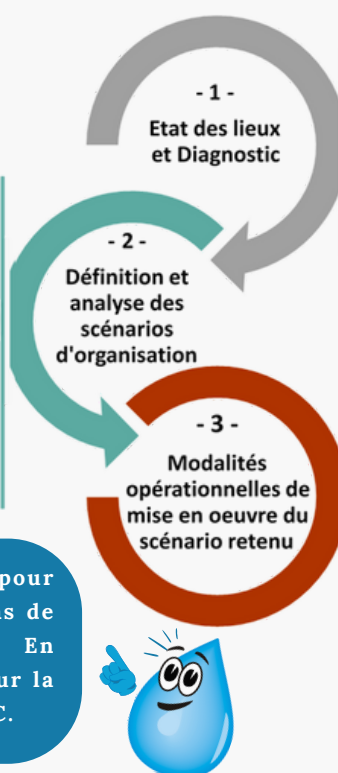 - 1 -
Etat des lieux
et Diagnostic
- 2 -
Définition et
analyse des
scénarios
d'organisation
- 3 -
Modalités
opérationnelles de
mise en oeuvre du
scénario retenu
pour
de
En
la